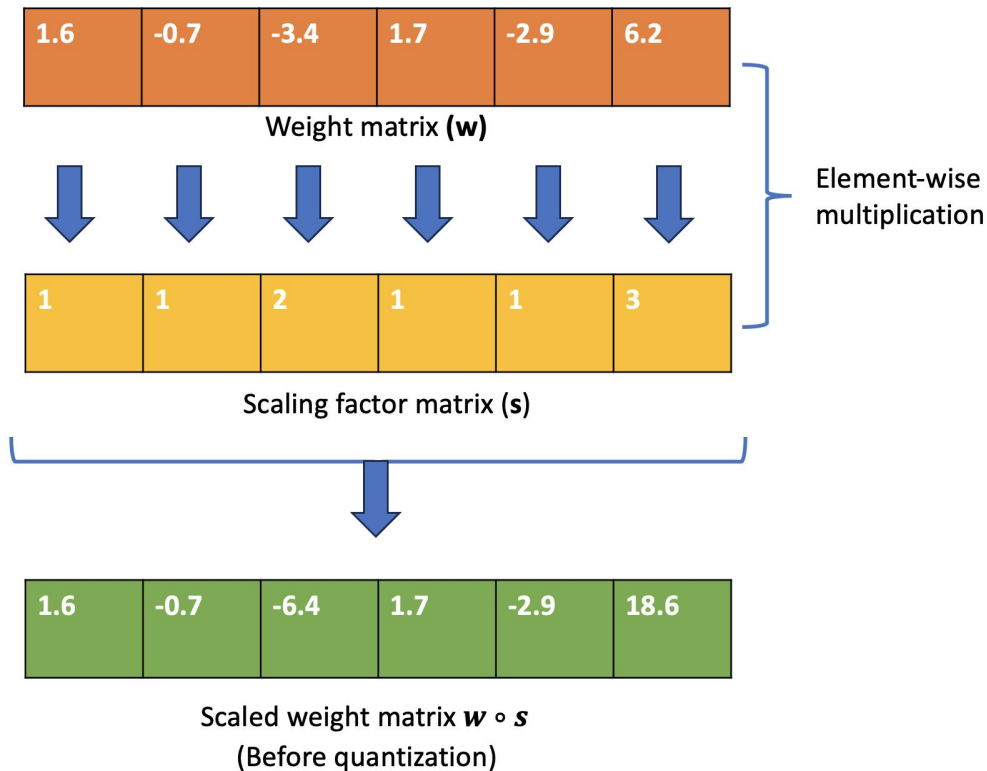 1.6 -0.7 -3.4 1.7 -2.9 6.2
Weight matrix (w)
Element-wise
multiplication
1 1 2 1 1 3
Scaling factor matrix (s)
1.6 -0.7 -6.4 1.7 -2.9 18.6
Scaled weight matrix w ∘ s
(Before quantization)